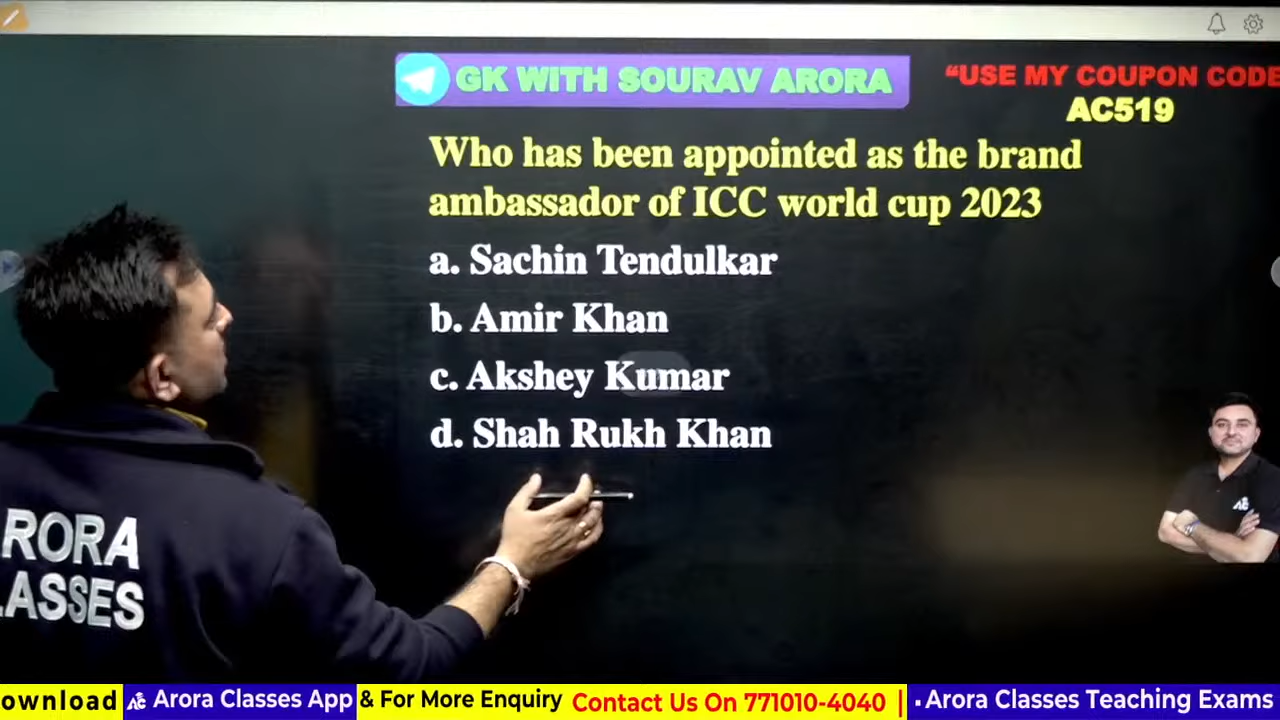 GK WITH SOURAV ARORA
“USE MY COUPON CODE
AC519
Who has been appointed as the brand
ambassador of ICC world cup 2023
a. Sachin Tendulkar
b. Amir Khan
c. Akshey Kumar
d. Shah Rukh Khan
RORA
LASSES
AC
ownload AC Arora Classes App & For More Enquiry Contact Us On 771010-4040 | ▪ Arora Classes Teaching Exams